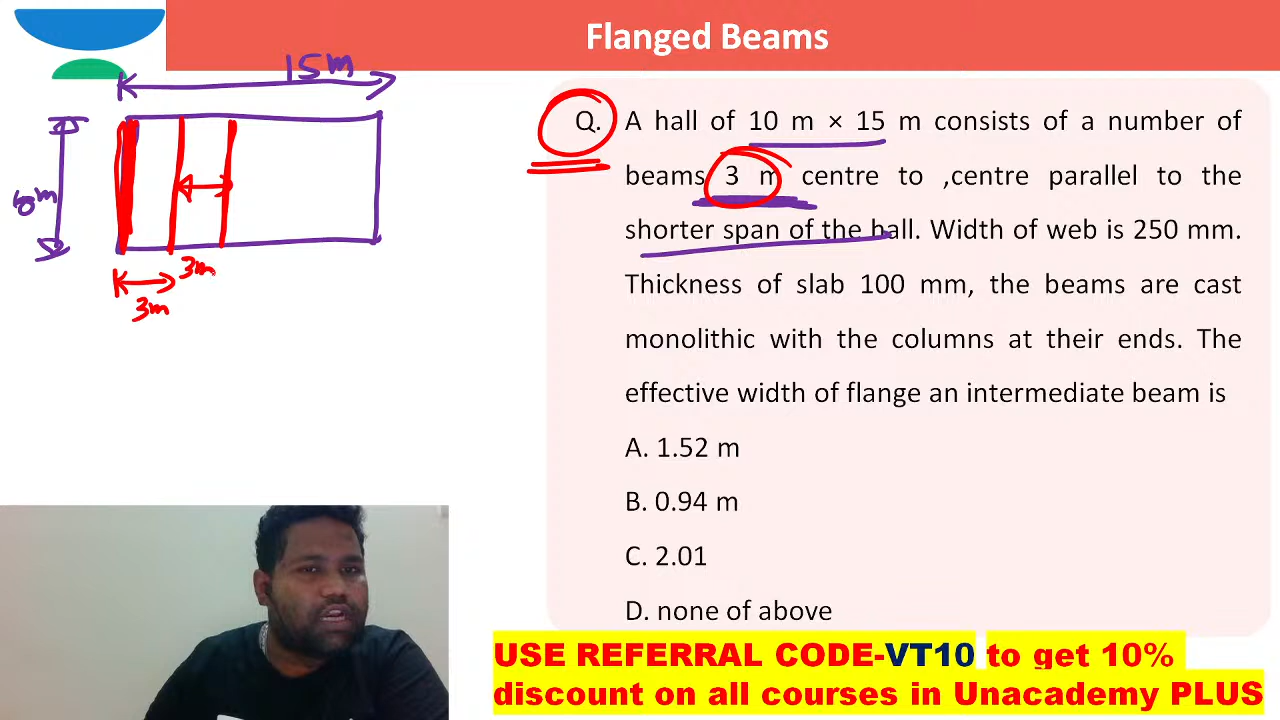 Flanged Beams
15m
Q. A hall of 10 m × 15 m consists of a number of
beams 3 m centre to ,centre parallel to the
shorter span of the hall. Width of web is 250 mm.
Thickness of slab 100 mm, the beams are cast
monolithic with the columns at their ends. The
effective width of flange an intermediate beam is
A. 1.52 m
B. 0.94 m
C. 2.01
D. none of above
3m
3m
USE REFERRAL CODE-VT10 to get 10%
discount on all courses in Unacademy PLUS